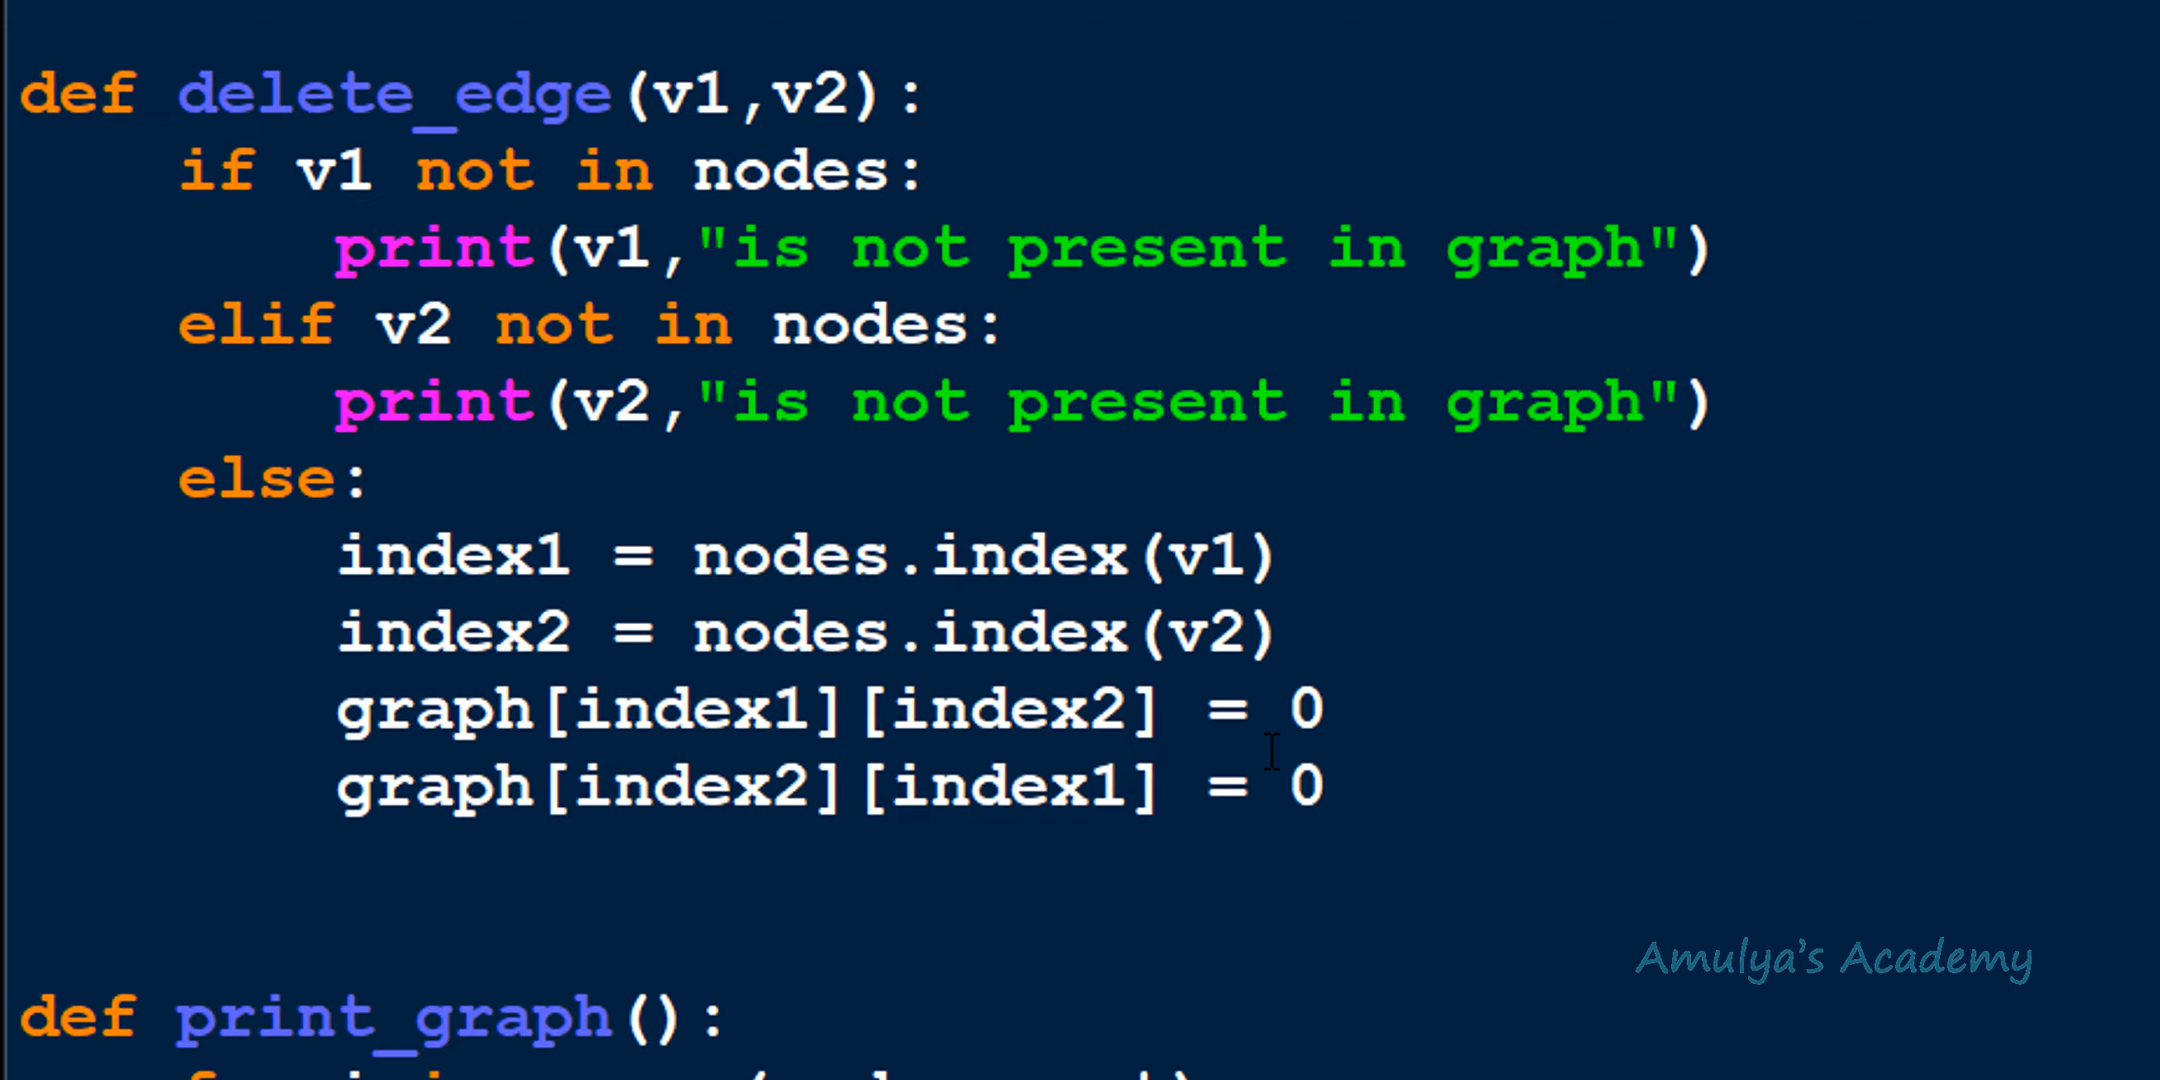 def delete_edge(v1,v2):
    if v1 not in nodes:
        print(v1,"is not present in graph")
    elif v2 not in nodes:
        print(v2,"is not present in graph")
    else:
        index1 = nodes.index(v1)
        index2 = nodes.index(v2)
        graph[index1][index2] = 0
        graph[index2][index1] = 0
Amulya's Academy
def print_graph():